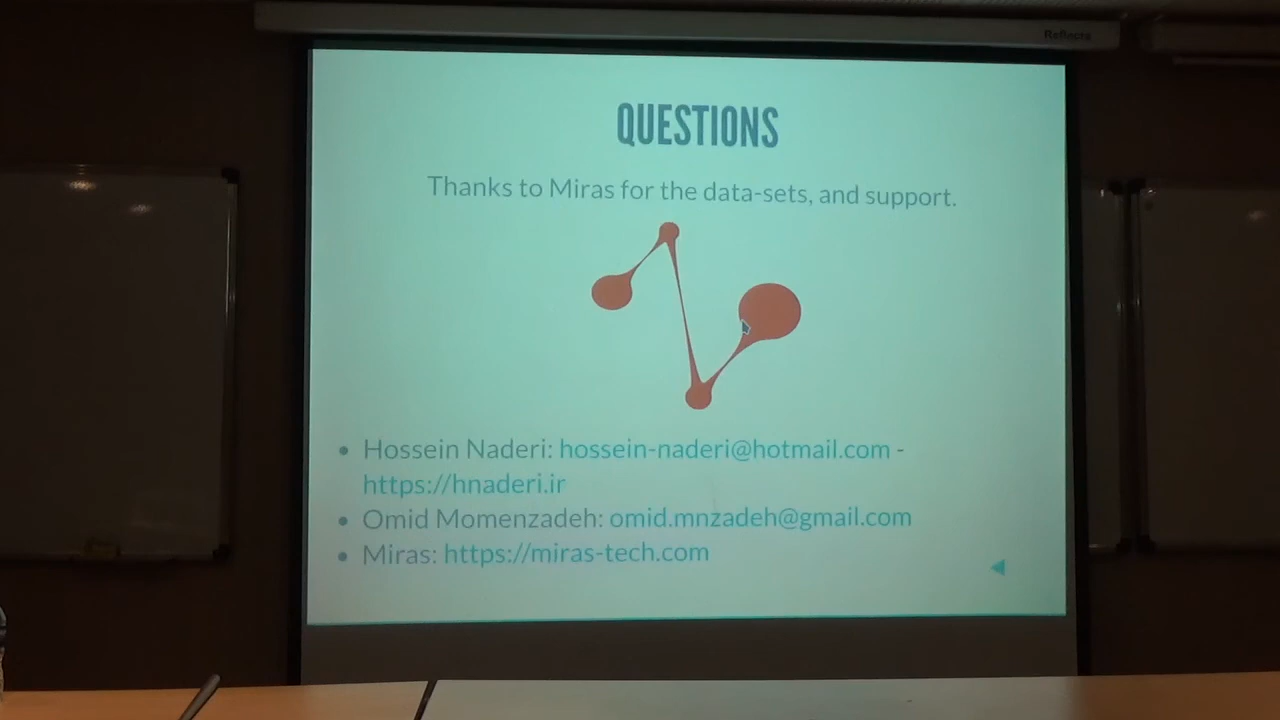 Reflecta
QUESTIONS
Thanks to Miras for the data-sets, and support.
• Hossein Naderi: hossein-naderi@hotmail.com -
https://hnaderi.ir
• Omid Momenzadeh: omid.mnzadeh@gmail.com
• Miras: https://miras-tech.com